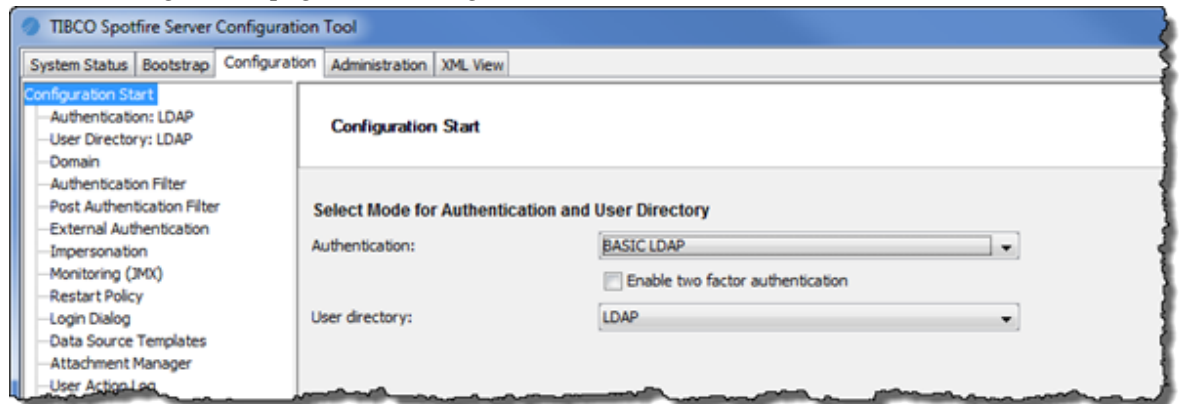 TIBCO Spotfire Server Configuration Tool
System Status Bootstrap Configuration Administration XML View
Configuration Start
Authentication: LDAP
User Directory: LDAP
Domain
Authentication Filter
Post Authentication Filter
External Authentication
Impersonation
Monitoring (JMX)
Restart Policy
Login Dialog
Data Source Templates
Attachment Manager
User Action Log
Configuration Start
Select Mode for Authentication and User Directory
Authentication: BASIC LDAP
Enable two factor authentication
User directory: LDAP